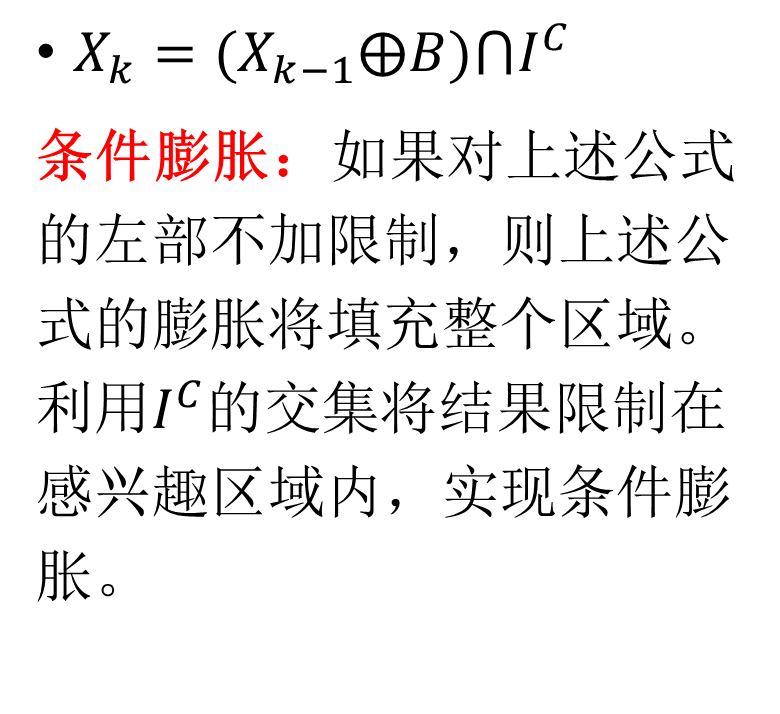 • X_k = (X_{k−1}⊕B)∩I^C
条件膨胀：如果对上述公式
的左部不加限制，则上述公
式的膨胀将填充整个区域。
利用I^C的交集将结果限制在
感兴趣区域内，实现条件膨
胀。